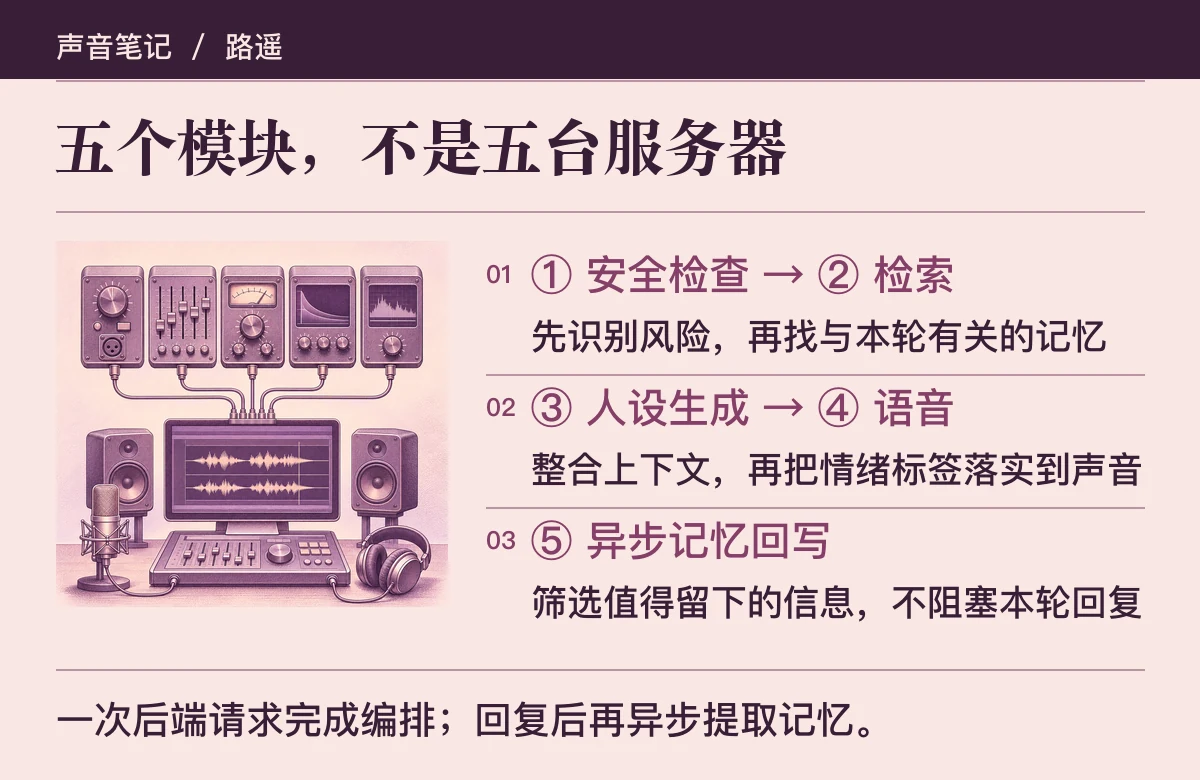 声音笔记 / 路遥
五个模块，不是五台服务器
01 ① 安全检查 → ② 检索
先识别风险，再找与本轮有关的记忆
02 ③ 人设生成 → ④ 语音
整合上下文，再把情绪标签落实到声音
03 ⑤ 异步记忆回写
筛选值得留下的信息，不阻塞本轮回复
一次后端请求完成编排；回复后再异步提取记忆。